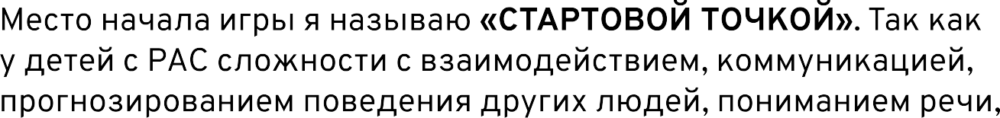 Место начала игры я называю «СТАРТОВОЙ ТОЧКОЙ». Так как
у детей с РАС сложности с взаимодействием, коммуникацией,
прогнозированием поведения других людей, пониманием речи,